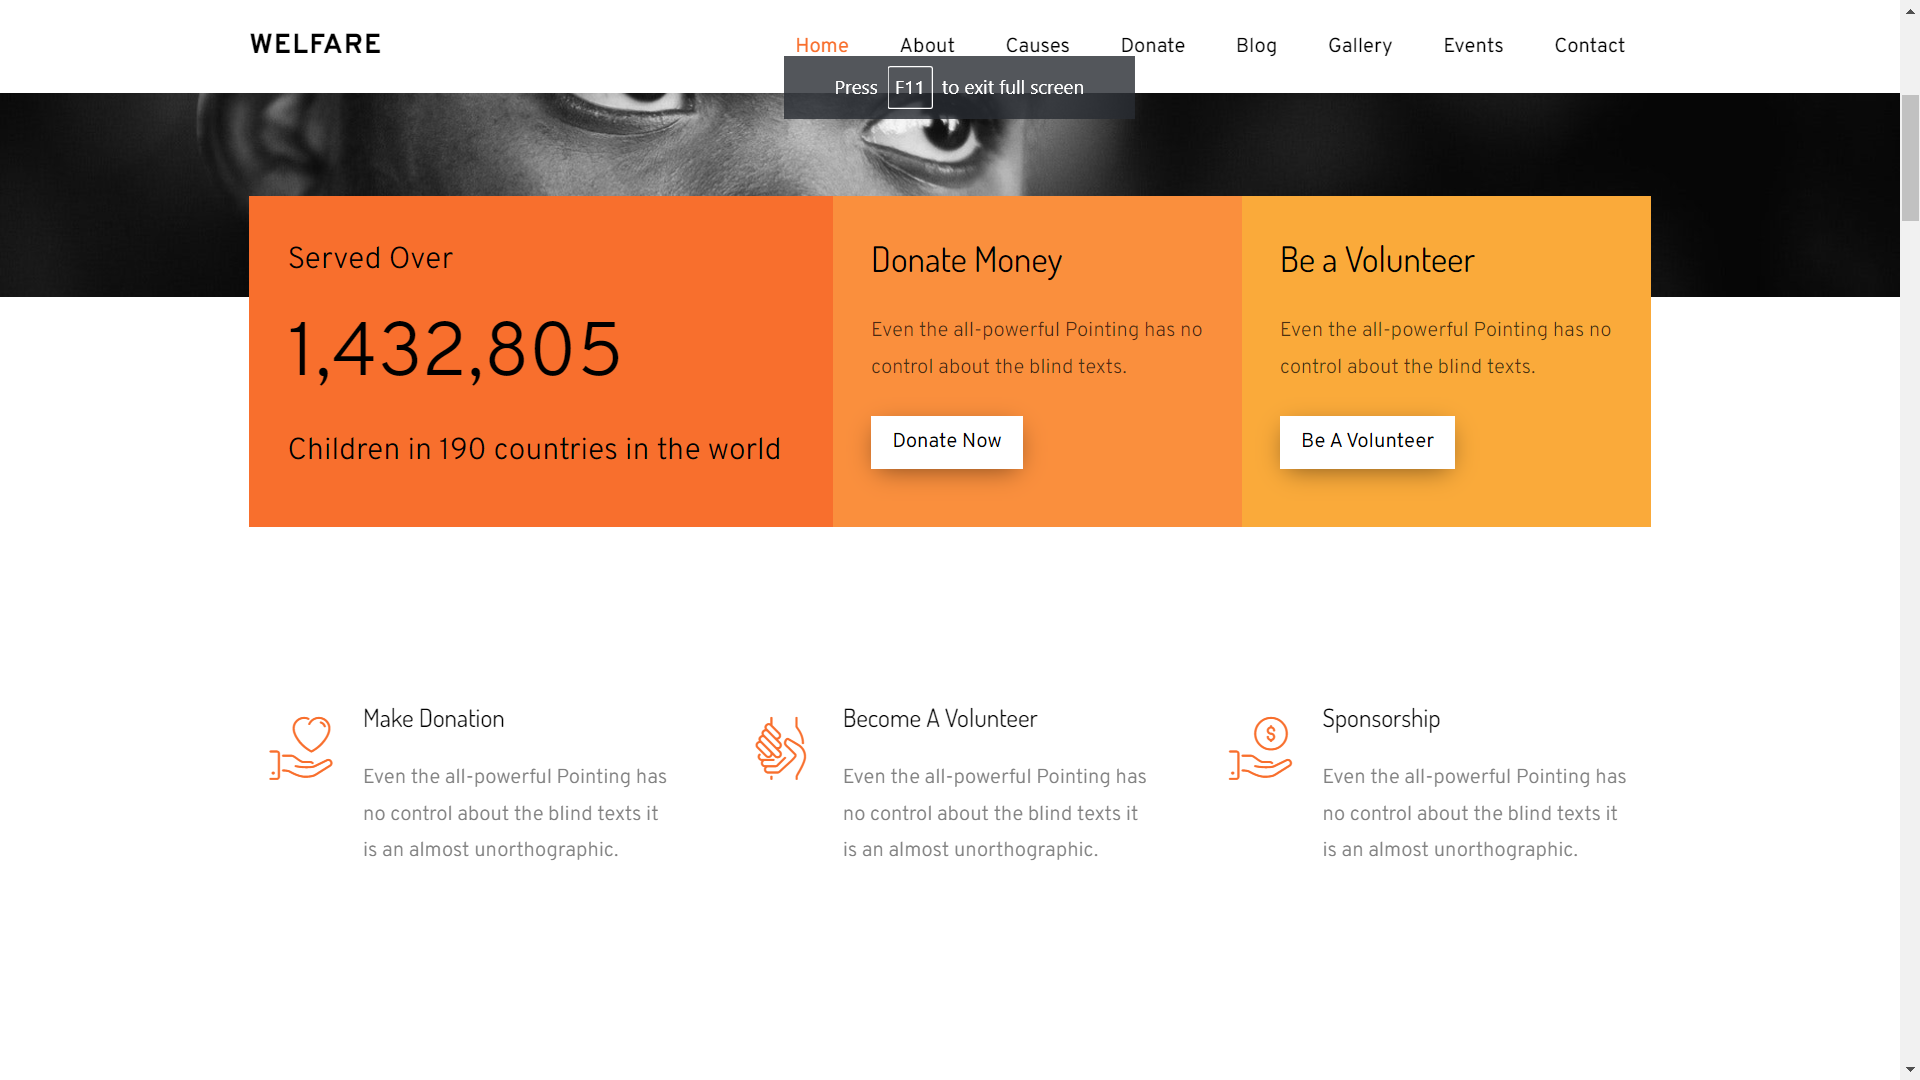 WELFARE
Home About Causes Donate Blog Gallery Events Contact
Press F11 to exit full screen
Served Over
1,432,805
Children in 190 countries in the world
Donate Money
Even the all-powerful Pointing has no
control about the blind texts.
Donate Now
Be a Volunteer
Even the all-powerful Pointing has no
control about the blind texts.
Be A Volunteer
Make Donation
Even the all-powerful Pointing has
no control about the blind texts it
is an almost unorthographic.
Become A Volunteer
Even the all-powerful Pointing has
no control about the blind texts it
is an almost unorthographic.
$
Sponsorship
Even the all-powerful Pointing has
no control about the blind texts it
is an almost unorthographic.